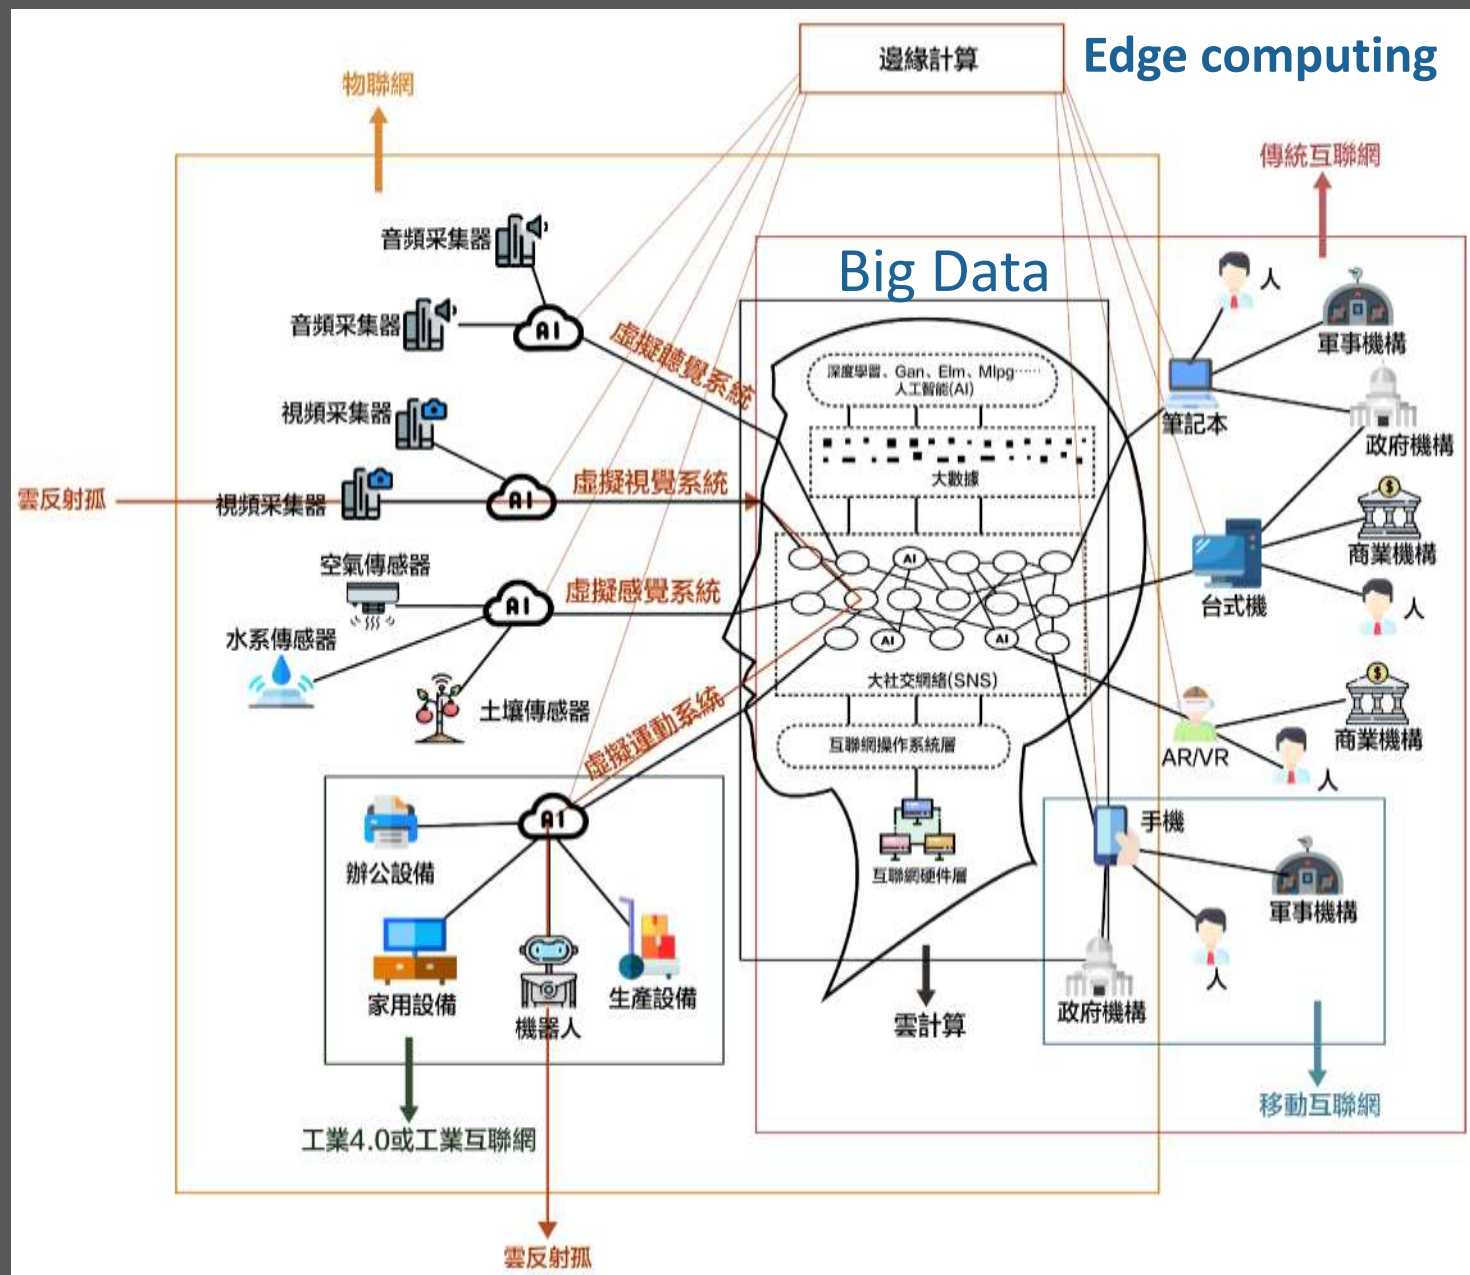 邊緣計算
Edge computing
物聯網
傳統互聯網
音頻采集器
Big Data
人
音頻采集器
軍事機構
虛擬聽覺系統
深度學習、Gan、Elm、Mlpg……
人工智能(AI)
AI
視頻采集器
筆記本
政府機構
大數據
雲反射孤
視頻采集器
AI
虛擬視覺系統
商業機構
空氣傳感器
AI
AI
虛擬感覺系統
台式機
人
水系傳感器
AI
AI
大社交網絡(SNS)
土壤傳感器
虛擬運動系統
互聯網操作系統層
AR/VR
人
商業機構
AI
手機
辦公設備
互聯網硬件層
軍事機構
家用設備
機器人
生產設備
雲計算
政府機構
人
工業4.0或工業互聯網
移動互聯網
雲反射孤